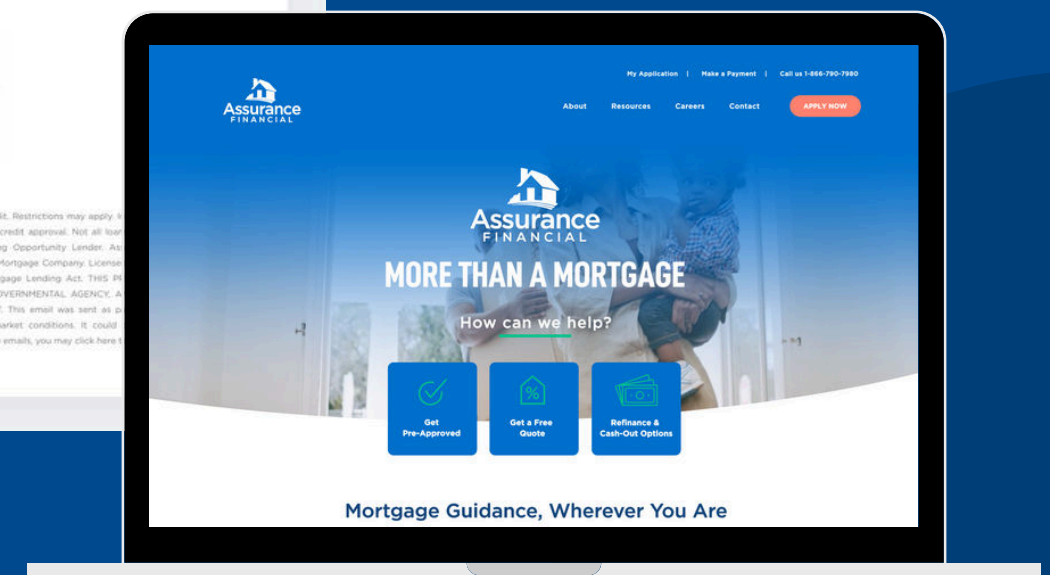 My Application | Make a Payment | Call us 1-866-790-7980
Assurance
FINANCIAL
About Resources Careers Contact APPLY NOW
Assurance
FINANCIAL
MORE THAN A MORTGAGE
How can we help?
Get
Pre-Approved
Get a Free
Quote
%
Refinance &
Cash-Out Options
Mortgage Guidance, Wherever You Are
Restrictions may apply.
credit approval. Not all
Opportunity Lender.
Mortgage Company.
Lending Act. THIS
GOVERNMENTAL AGENCY,
This email was sent as
market conditions. It could
emails, you may click here